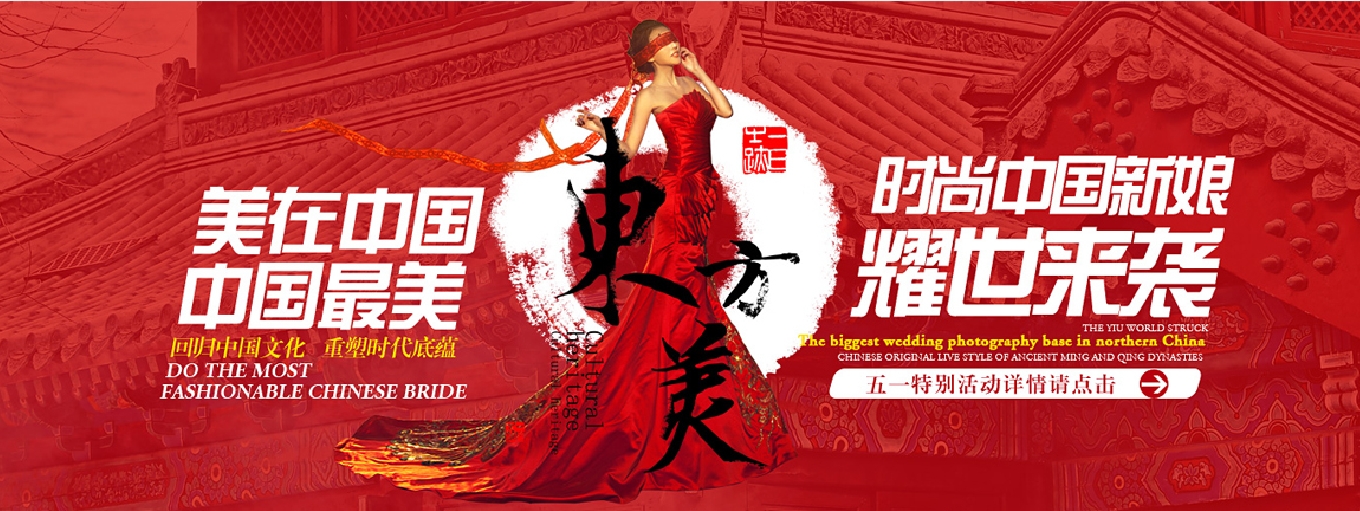 美在中国
中国最美
回归中国文化 重塑时代底蕴
DO THE MOST
FASHIONABLE CHINESE BRIDE
東方美
Cultural
heritage
时尚中国新娘
耀世来袭
THE YIU WORLD STRUCK
The biggest wedding photography base in northern China
CHINESE ORIGINAL LIVE STYLE OF ANCIENT MING AND QING DYNASTIES
五一特别活动详情请点击